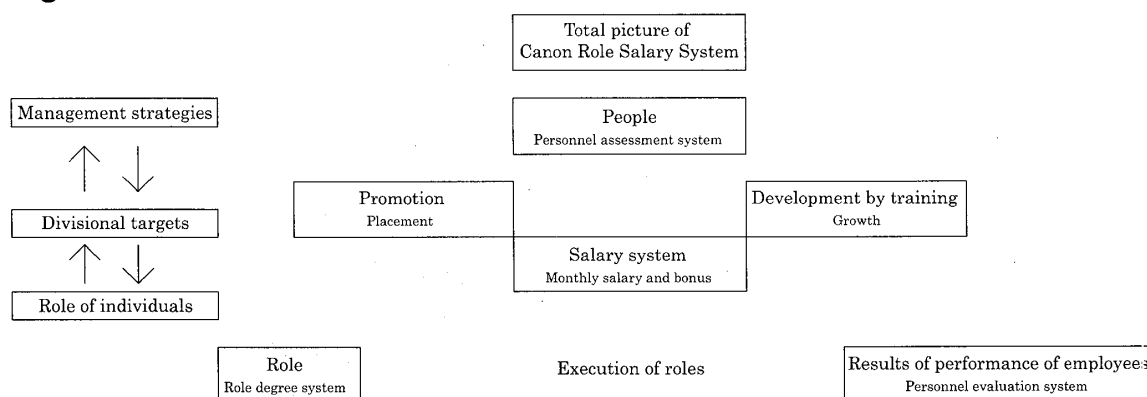 Total picture of
Canon Role Salary System
Management strategies
People
Personnel assessment system
Promotion
Placement
Development by training
Growth
Divisional targets
Salary system
Monthly salary and bonus
Role of individuals
Role
Role degree system
Execution of roles
Results of performance of employees
Personnel evaluation system